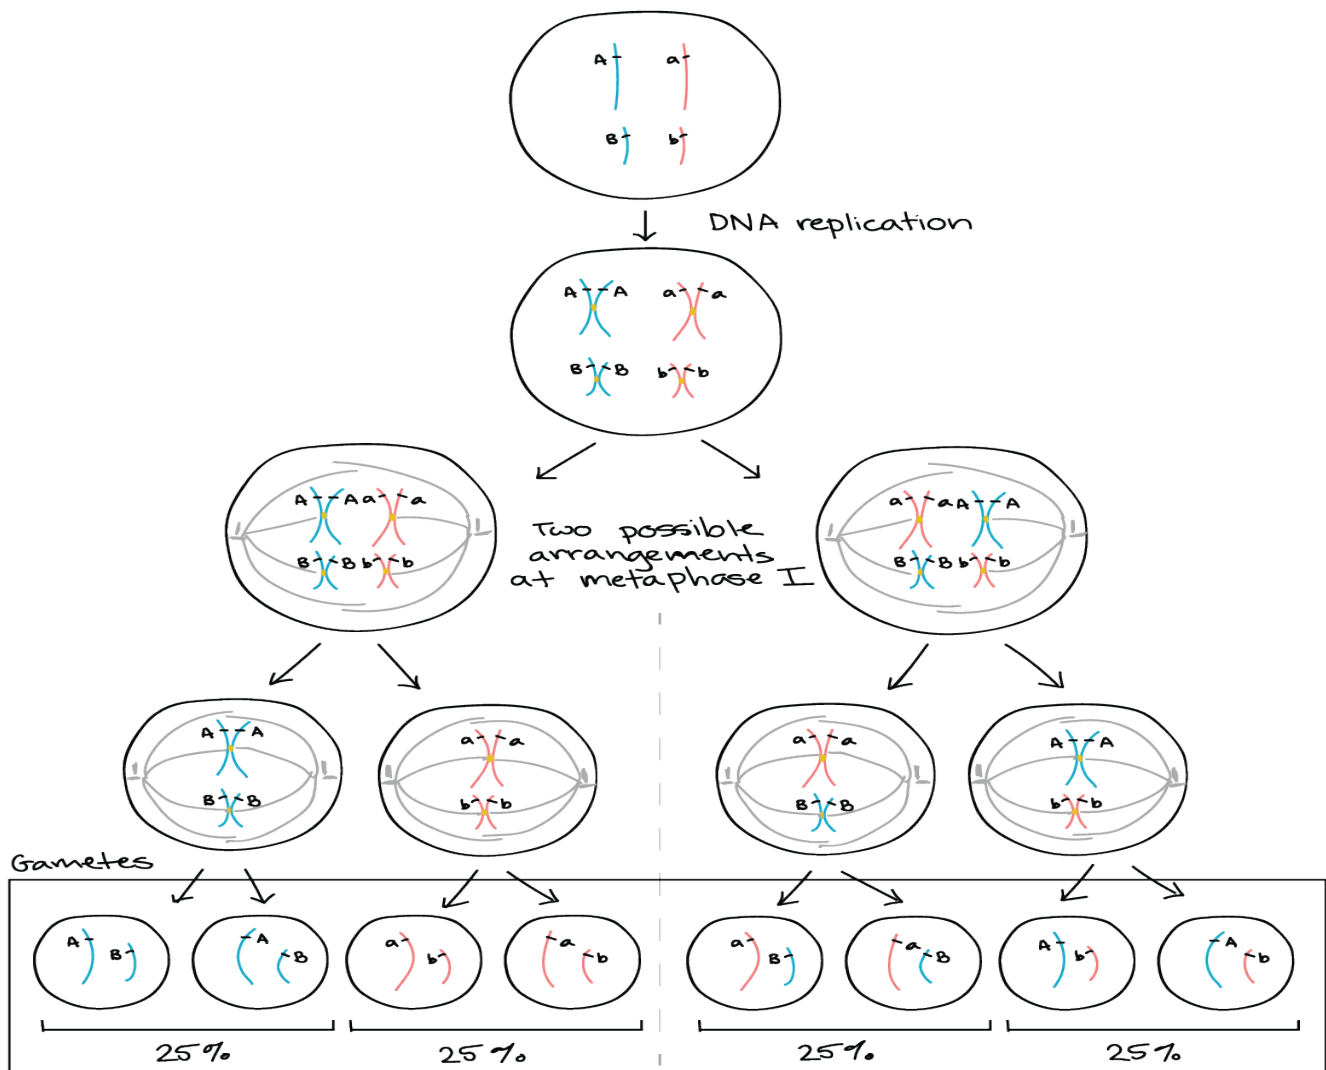 A a
B b
DNA replication
A A a a
B B b b
A A a a
B B b b
Two possible
arrangements
at metaphase I
a a A A
B B b b
A A
B B
a a
b b
a a
B B
A A
b b
Gametes
A B
A B
a b
a b
a B
a B
A b
A b
25%
25%
25%
25%